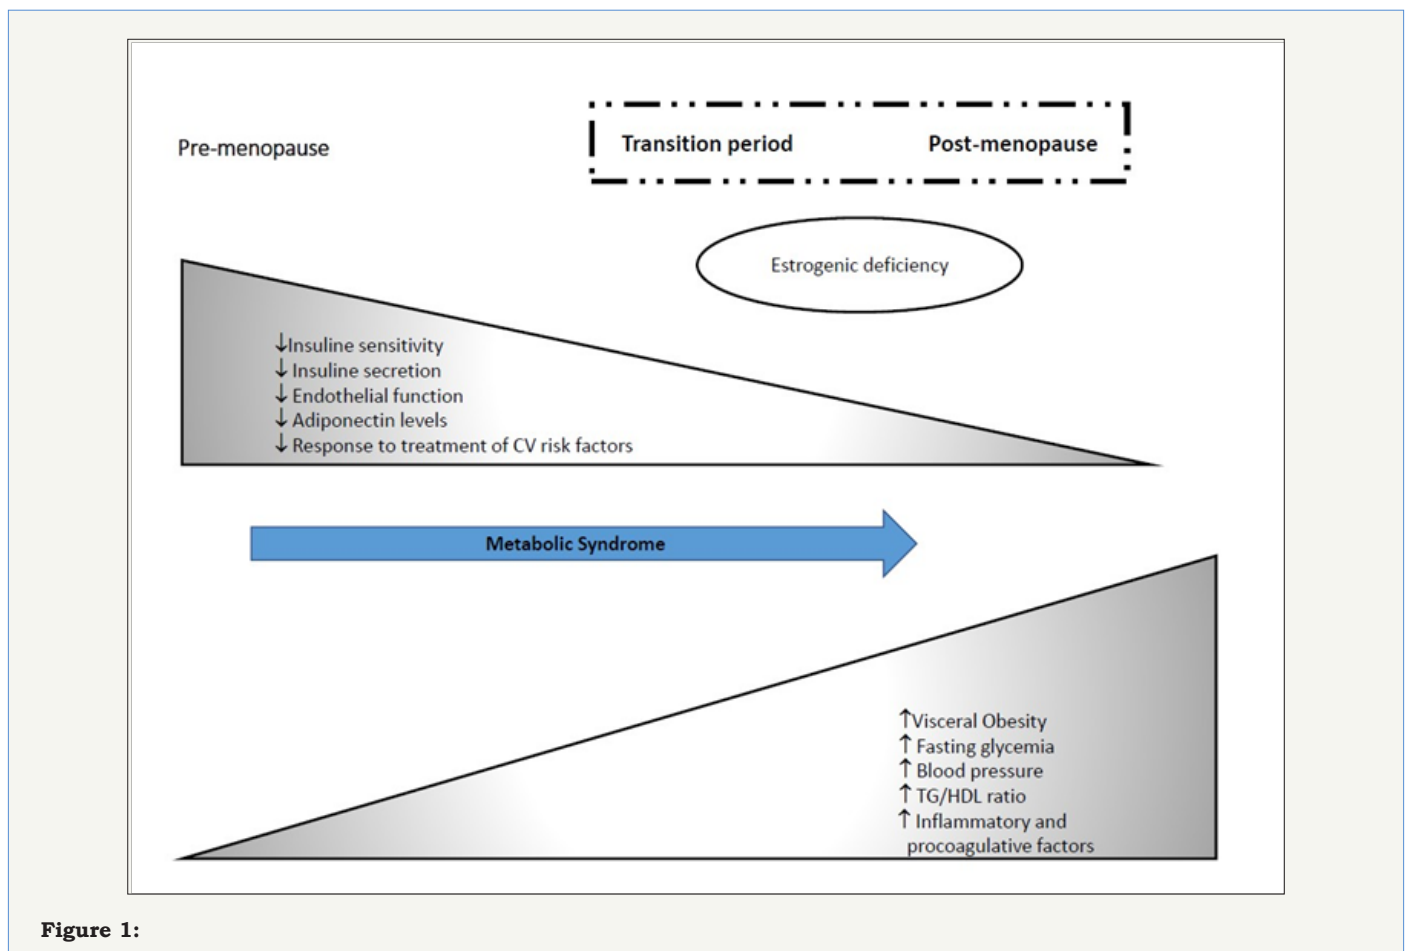 Pre-menopause
Transition period
Post-menopause
Estrogenic deficiency
↓Insuline sensitivity
↓ Insuline secretion
↓ Endothelial function
↓ Adiponectin levels
↓ Response to treatment of CV risk factors
Metabolic Syndrome
↑Visceral Obesity
↑ Fasting glycemia
↑ Blood pressure
↑ TG/HDL ratio
↑ Inflammatory and
procoagulative factors
Figure 1: